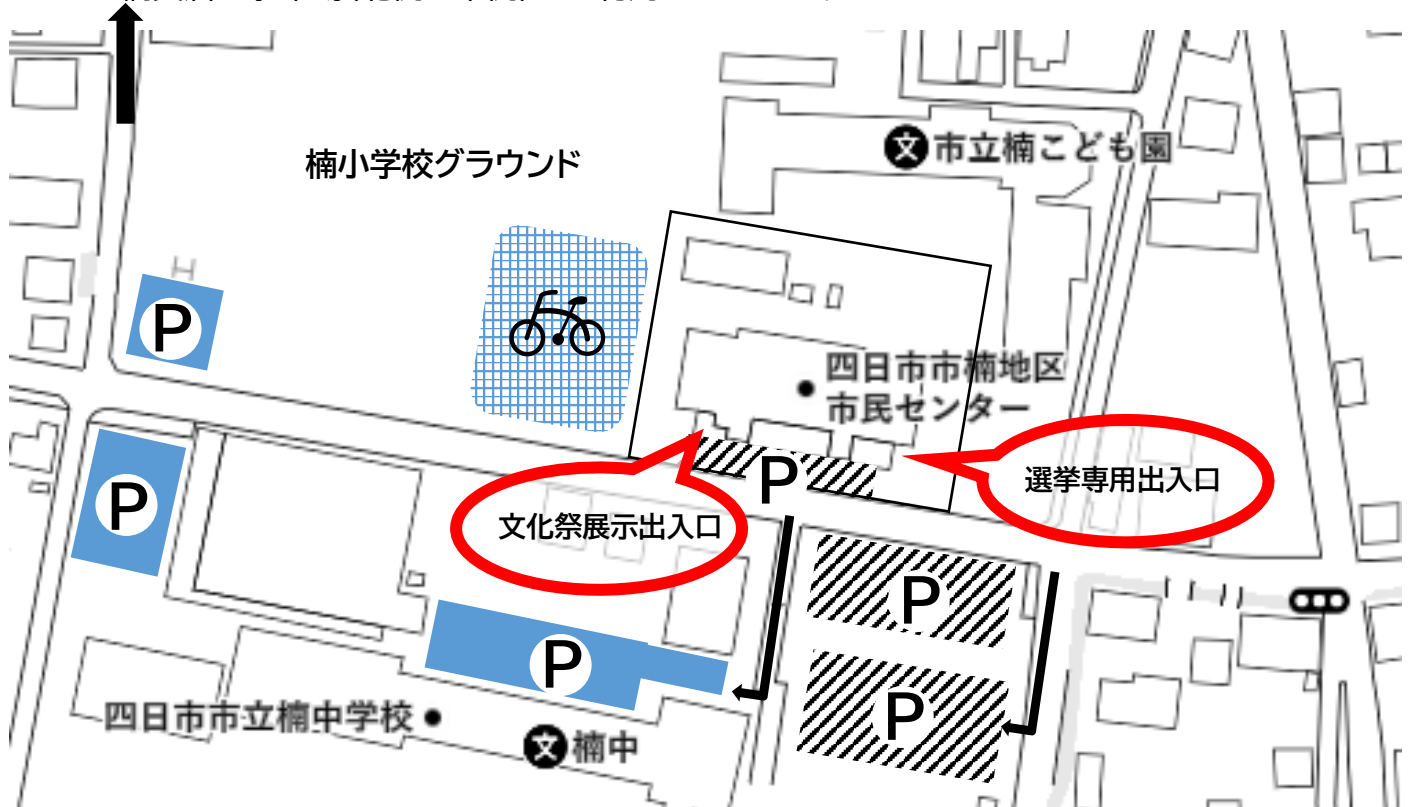 楠小学校グラウンド
文 市立楠こども園
P
四日市市楠地区
市民センター
P
選挙専用出入口
P
文化祭展示出入口
P
P
P
四日市市立楠中学校
文 楠中